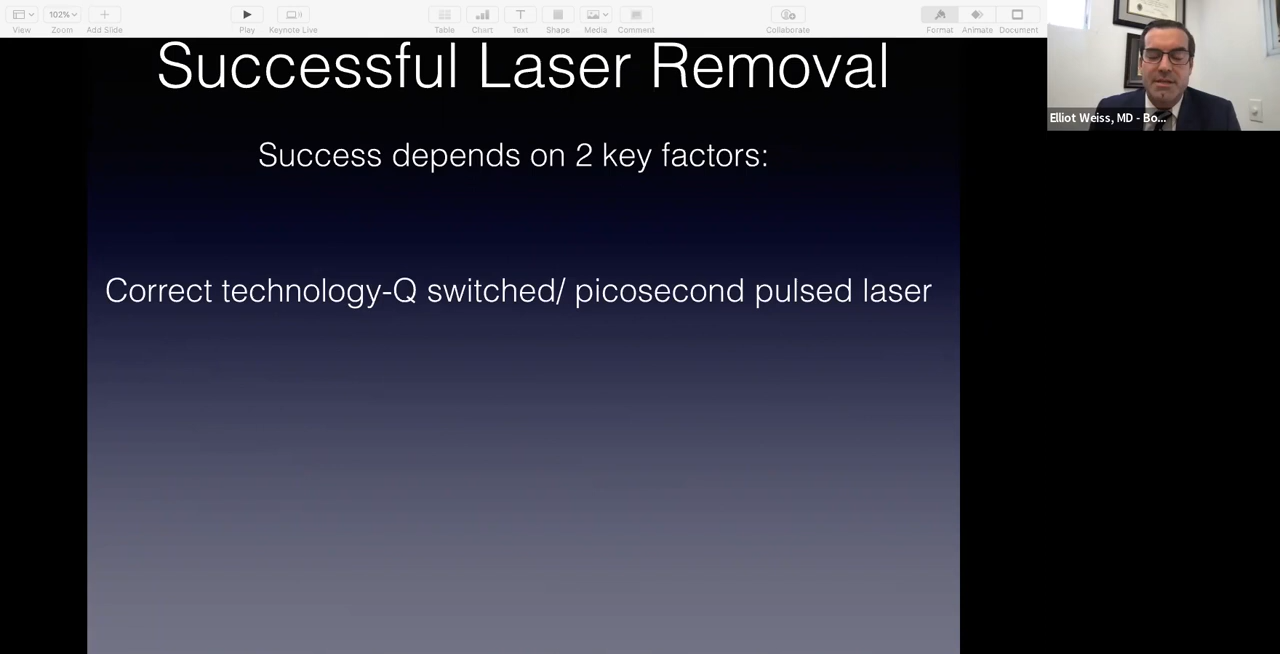 View
102%
Zoom
Add Slide
Play
Keynote Live
Table
Chart
Text
Shape
Media
Comment
Collaborate
Format
Animate
Document
Successful Laser Removal
Success depends on 2 key factors:
Correct technology-Q switched/ picosecond pulsed laser
Elliot Weiss, MD - Bo...